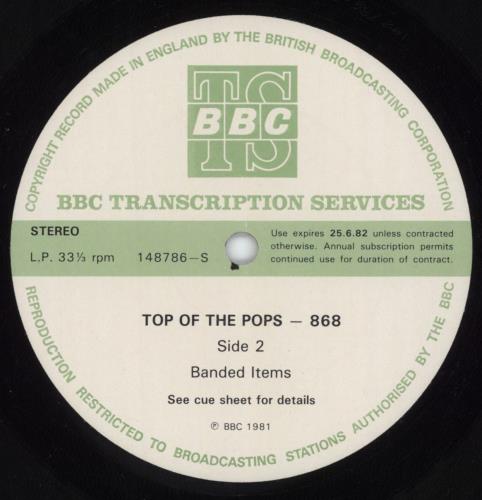 COPYRIGHT RECORD MADE IN ENGLAND BY THE BRITISH BROADCASTING CORPORATION
TS
BBC
BBC TRANSCRIPTION SERVICES
STEREO
L.P. 33⅓ rpm
148786–S
Use expires 25.6.82 unless contracted
otherwise. Annual subscription permits
continued use for duration of contract.
TOP OF THE POPS – 868
Side 2
Banded Items
See cue sheet for details
℗ BBC 1981
REPRODUCTION RESTRICTED TO BROADCASTING STATIONS AUTHORISED BY THE BBC